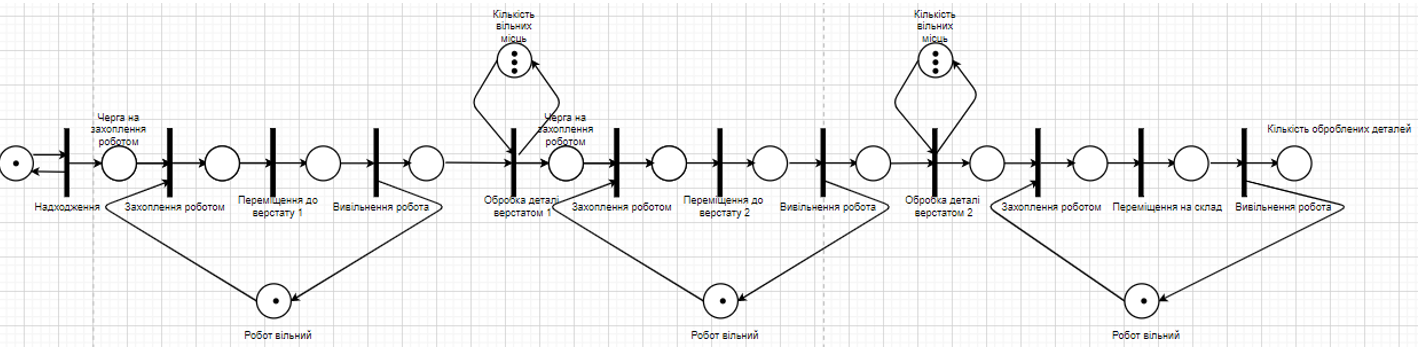 Кількість
вільних
місць
Кількість
вільних
місць
Черга на
захоплення
роботом
Черга на
захоплення
роботом
Кількість оброблених деталей
Надходження
Захоплення роботом
Переміщення до
верстату 1
Вивільнення робота
Обробка деталі
верстатом 1
Захоплення роботом
Переміщення до
верстату 2
Вивільнення робота
Обробка деталі
верстатом 2
Захоплення роботом
Переміщення на склад
Вивільнення робота
Робот вільний
Робот вільний
Робот вільний